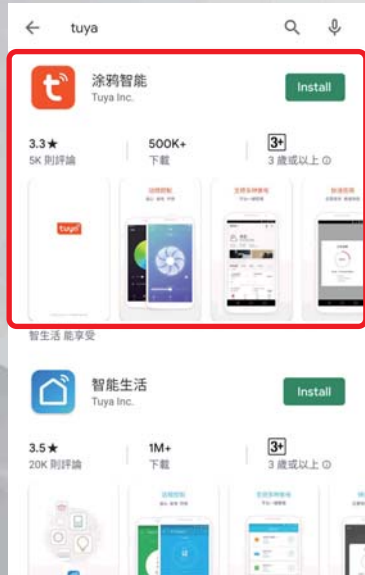 tuya
涂鸦智能
Tuya Inc.
Install
3.3★
500K+
3+
5K 則評論
下載
3 歲或以上
tuya
智生活 能享受
智能生活
Tuya Inc.
Install
3.5★
1M+
3+
20K 則評論
下載
3 歲或以上